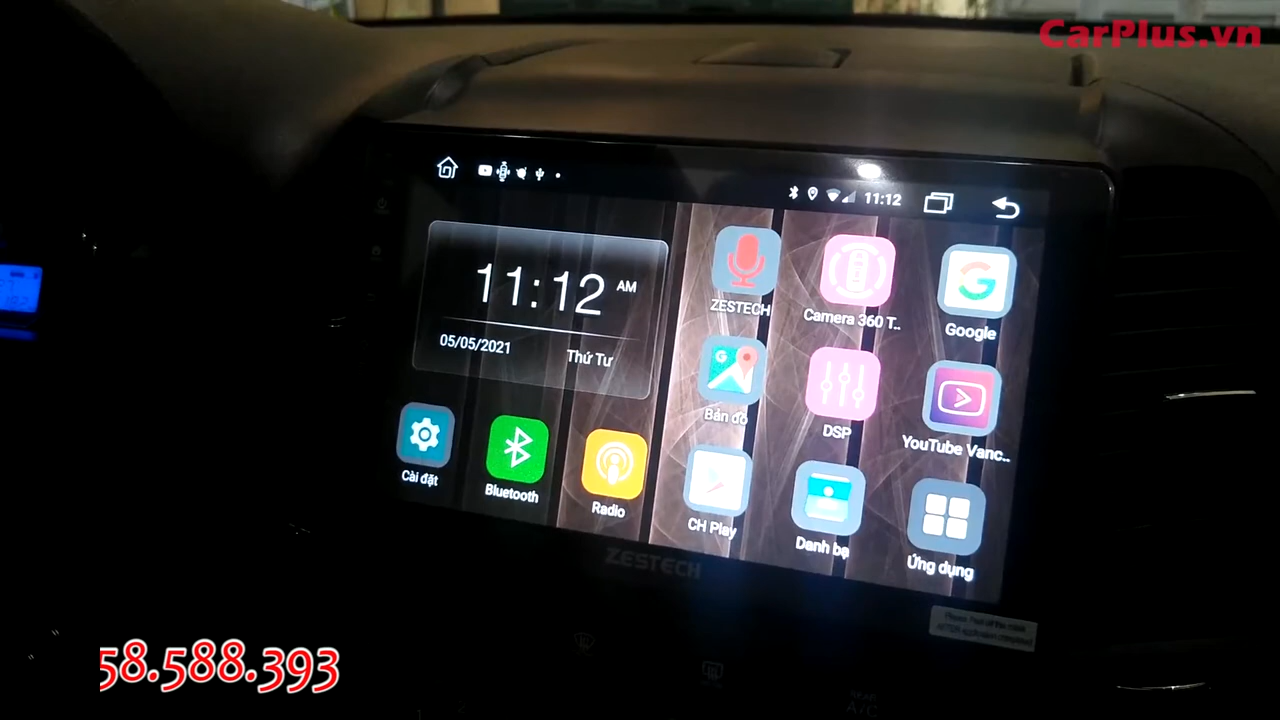 CarPlus.vn
11:12
11:12 AM
05/05/2021
Thứ Tư
ZESTECH
Camera 360 T..
Google
Bản đồ
DSP
YouTube Vanc..
Cài đặt
Bluetooth
Radio
CH Play
Danh bạ
Ứng dụng
ZESTECH
REAR
A/C
58.588.393